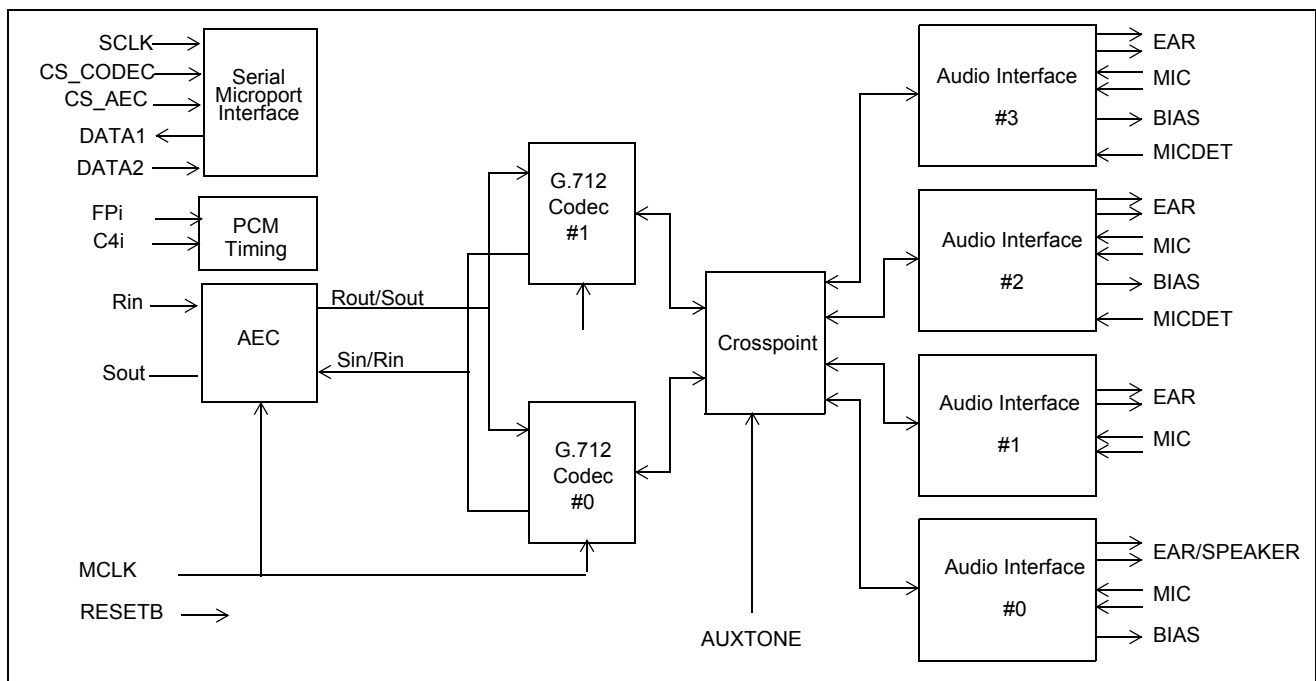 SCLK
CS_CODEC
CS_AEC
DATA1
DATA2
Serial
Microport
Interface
FPi
C4i
PCM
Timing
Rin
Sout
AEC
Rout/Sout
Sin/Rin
MCLK
RESETB
G.712
Codec
#1
G.712
Codec
#0
Crosspoint
AUXTONE
Audio Interface
#3
EAR
MIC
BIAS
MICDET
Audio Interface
#2
EAR
MIC
BIAS
MICDET
Audio Interface
#1
EAR
MIC
Audio Interface
#0
EAR/SPEAKER
MIC
BIAS